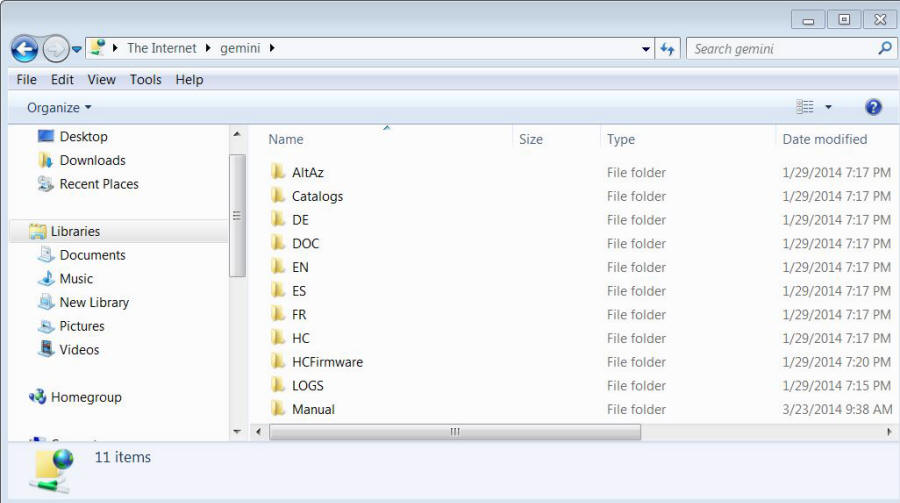 The Internet gemini
Search gemini
File Edit View Tools Help
Organize
Desktop
Downloads
Recent Places
Libraries
Documents
Music
New Library
Pictures
Videos
Homegroup
Name Size Type Date modified
AltAz File folder 1/29/2014 7:17 PM
Catalogs File folder 1/29/2014 7:17 PM
DE File folder 1/29/2014 7:17 PM
DOC File folder 1/29/2014 7:17 PM
EN File folder 1/29/2014 7:17 PM
ES File folder 1/29/2014 7:17 PM
FR File folder 1/29/2014 7:17 PM
HC File folder 1/29/2014 7:17 PM
HCFirmware File folder 1/29/2014 7:20 PM
LOGS File folder 1/29/2014 7:15 PM
Manual File folder 3/23/2014 9:38 AM
11 items